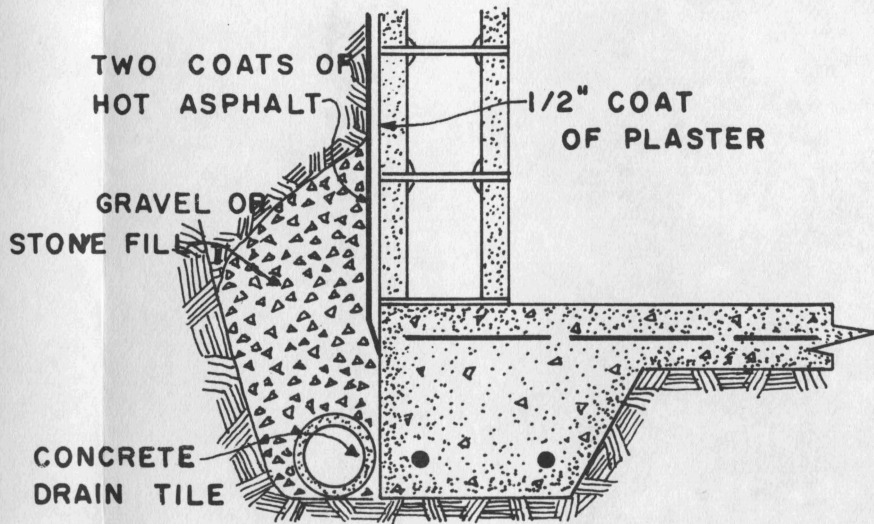 TWO COATS OF
HOT ASPHALT
1/2" COAT
OF PLASTER
GRAVEL OR
STONE FILL
CONCRETE
DRAIN TILE